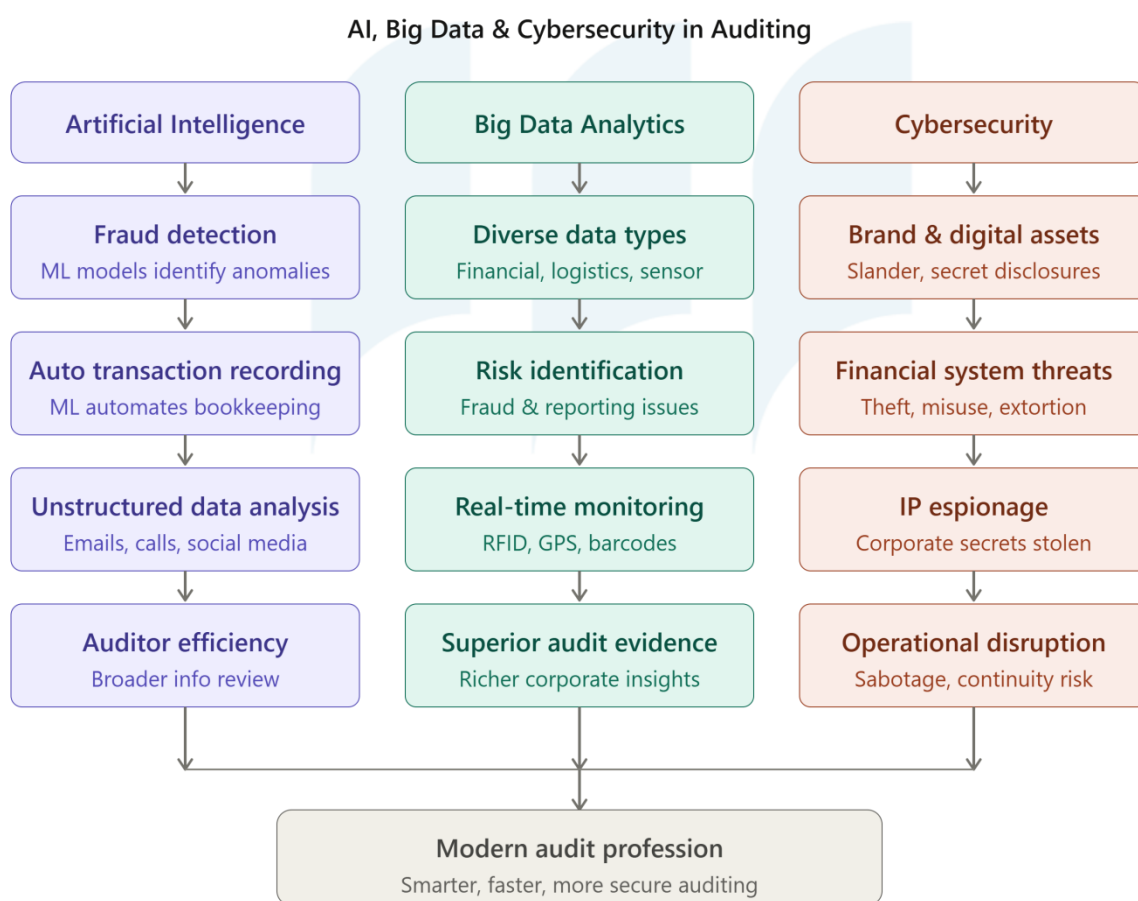 AI, Big Data & Cybersecurity in Auditing
Artificial Intelligence
Fraud detection
ML models identify anomalies
Auto transaction recording
ML automates bookkeeping
Unstructured data analysis
Emails, calls, social media
Auditor efficiency
Broader info review
Big Data Analytics
Diverse data types
Financial, logistics, sensor
Risk identification
Fraud & reporting issues
Real-time monitoring
RFID, GPS, barcodes
Superior audit evidence
Richer corporate insights
Cybersecurity
Brand & digital assets
Slander, secret disclosures
Financial system threats
Theft, misuse, extortion
IP espionage
Corporate secrets stolen
Operational disruption
Sabotage, continuity risk
Modern audit profession
Smarter, faster, more secure auditing